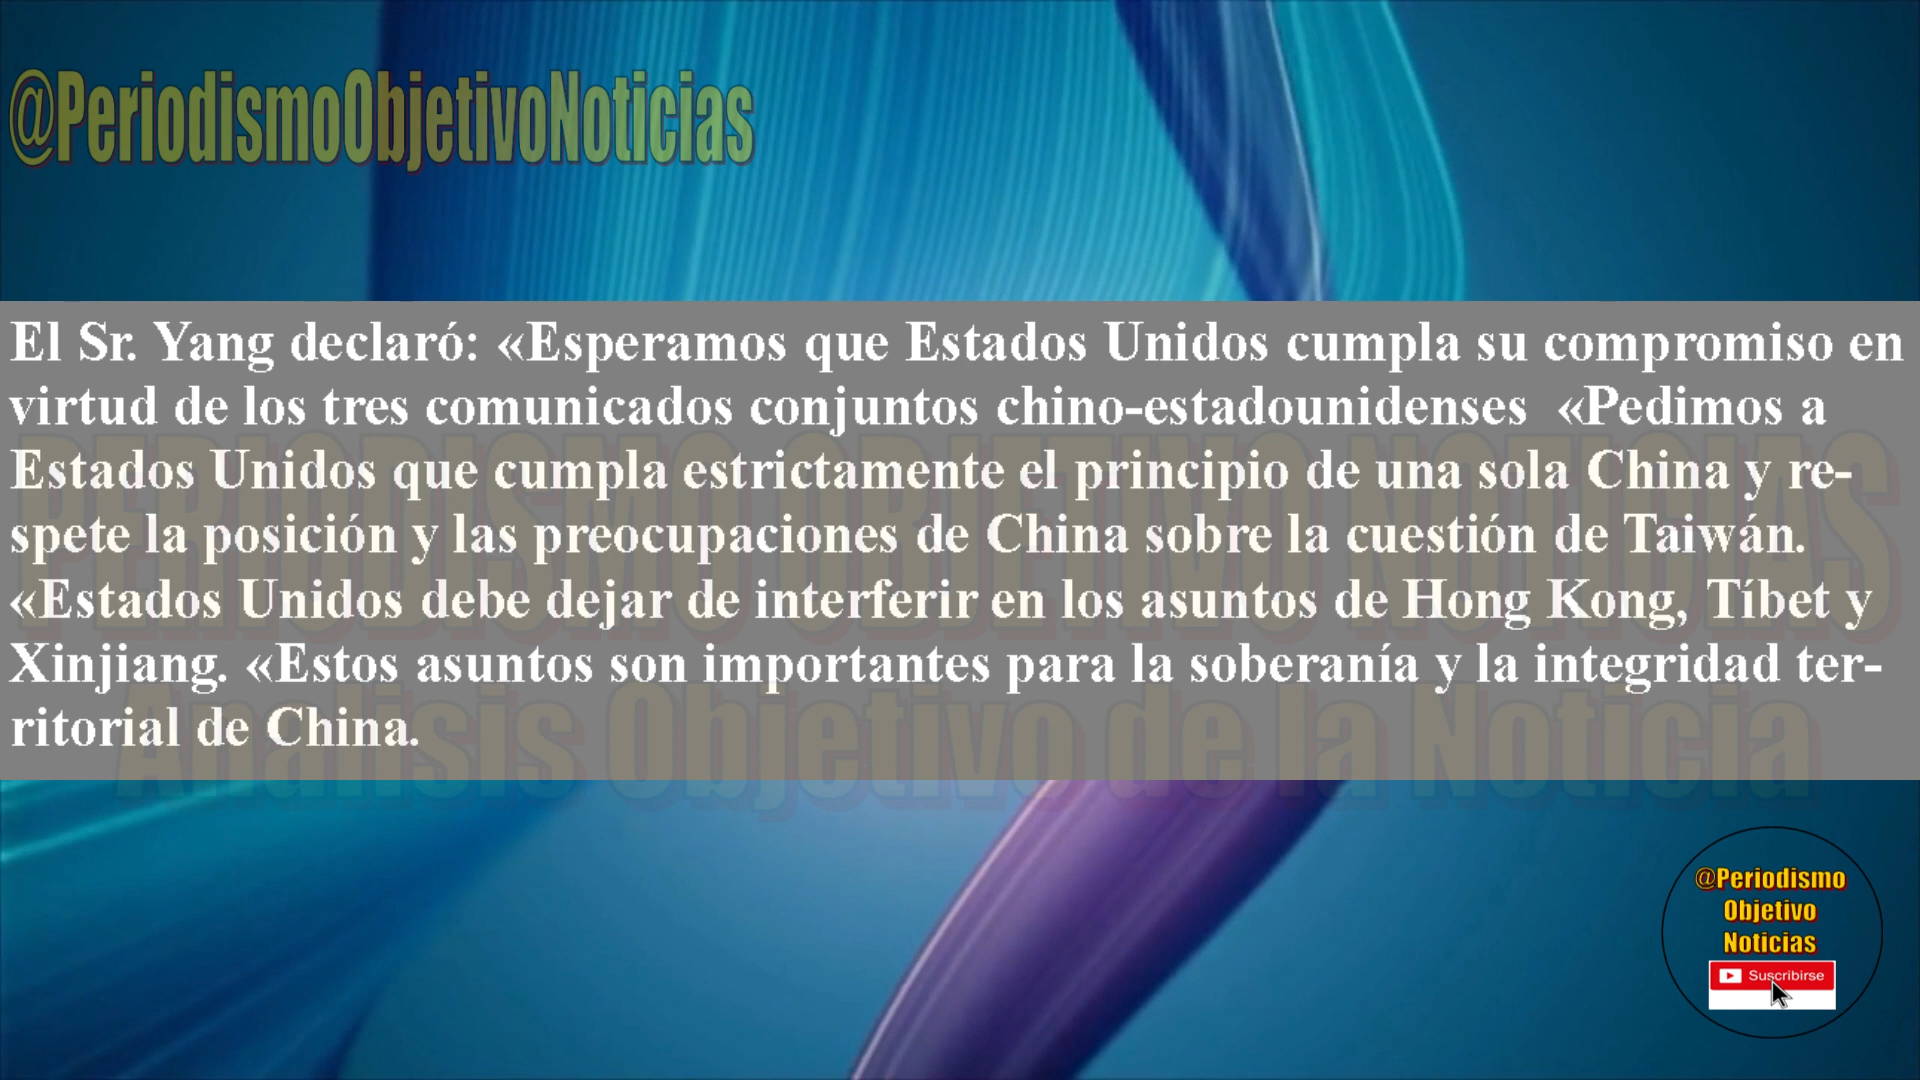 @PeriodismoObjetivoNoticias
El Sr. Yang declaró: «Esperamos que Estados Unidos cumpla su compromiso en
virtud de los tres comunicados conjuntos chino-estadounidenses  «Pedimos a
Estados Unidos que cumpla estrictamente el principio de una sola China y re-
spete la posición y las preocupaciones de China sobre la cuestión de Taiwán.
«Estados Unidos debe dejar de interferir en los asuntos de Hong Kong, Tíbet y
Xinjiang. «Estos asuntos son importantes para la soberanía y la integridad ter-
ritorial de China.
PERIODISMO OBJETIVO NOTICIAS
Analisis Objetivo de la Noticia
@Periodismo
Objetivo
Noticias
Suscribirse